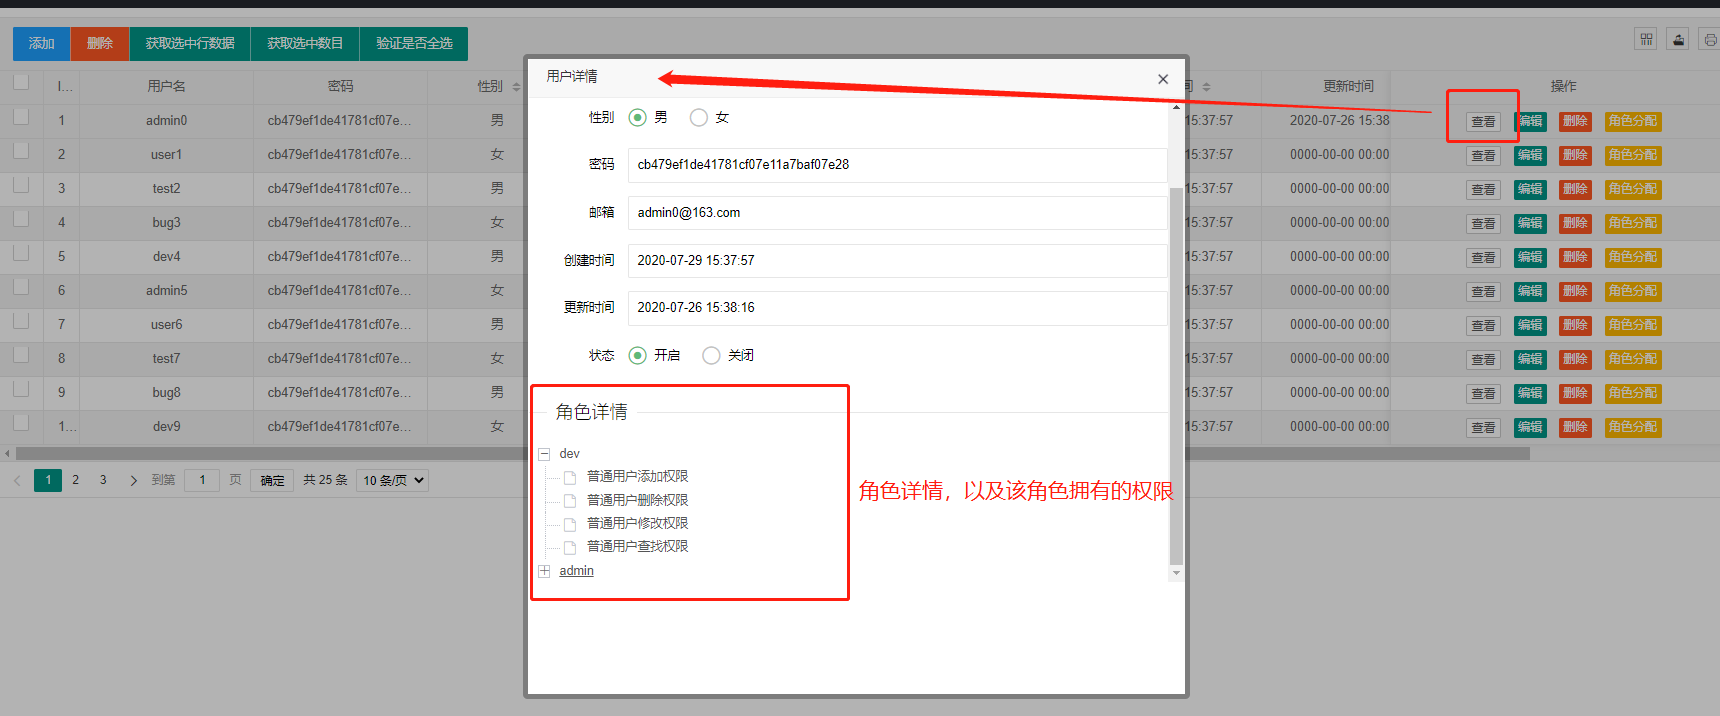 添加 删除 获取选中行数据 获取选中数目 验证是否全选
I... 用户名 密码 性别 间 更新时间 操作
1 admin0 cb479ef1de41781cf07e... 男 15:37:57 2020-07-26 15:38 查看 编辑 删除 角色分配
2 user1 cb479ef1de41781cf07e... 女 15:37:57 0000-00-00 00:00 查看 编辑 删除 角色分配
3 test2 cb479ef1de41781cf07e... 男 15:37:57 0000-00-00 00:00 查看 编辑 删除 角色分配
4 bug3 cb479ef1de41781cf07e... 女 15:37:57 0000-00-00 00:00 查看 编辑 删除 角色分配
5 dev4 cb479ef1de41781cf07e... 男 15:37:57 0000-00-00 00:00 查看 编辑 删除 角色分配
6 admin5 cb479ef1de41781cf07e... 女 15:37:57 0000-00-00 00:00 查看 编辑 删除 角色分配
7 user6 cb479ef1de41781cf07e... 男 15:37:57 0000-00-00 00:00 查看 编辑 删除 角色分配
8 test7 cb479ef1de41781cf07e... 女 15:37:57 0000-00-00 00:00 查看 编辑 删除 角色分配
9 bug8 cb479ef1de41781cf07e... 男 15:37:57 0000-00-00 00:00 查看 编辑 删除 角色分配
1... dev9 cb479ef1de41781cf07e... 女 15:37:57 0000-00-00 00:00 查看 编辑 删除 角色分配
1 2 3 到第 1 页 确定 共 25 条 10 条/页
用户详情
性别 男 女
密码 cb479ef1de41781cf07e11a7baf07e28
邮箱 admin0@163.com
创建时间 2020-07-29 15:37:57
更新时间 2020-07-26 15:38:16
状态 开启 关闭
角色详情
dev
普通用户添加权限
普通用户删除权限
普通用户修改权限
普通用户查找权限
admin
角色详情，以及该角色拥有的权限